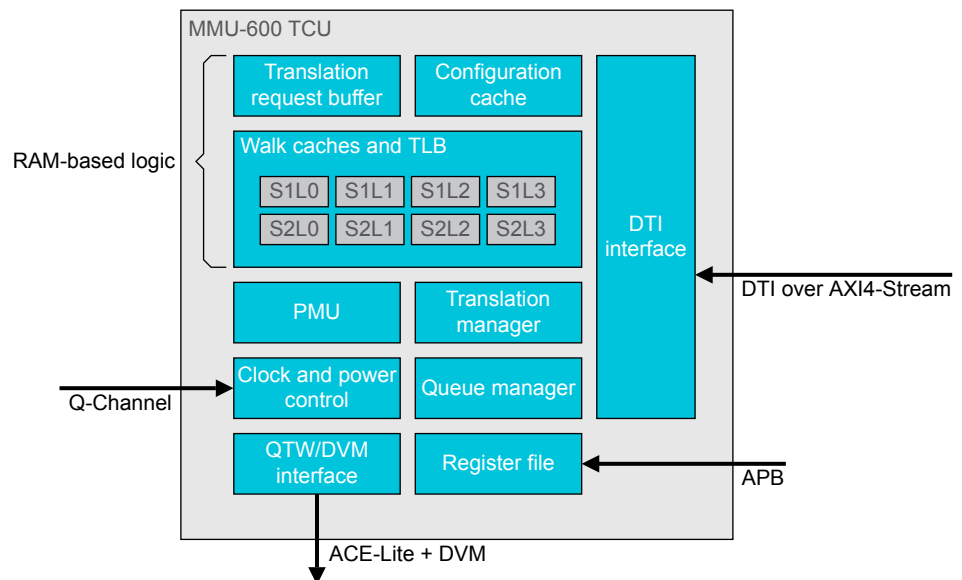 MMU-600 TCU
Translation
request buffer
Configuration
cache
RAM-based logic
Walk caches and TLB
S1L0 S1L1 S1L2 S1L3
S2L0 S2L1 S2L2 S2L3
DTI
interface
DTI over AXI4-Stream
PMU
Translation
manager
Clock and power
control
Queue manager
Q-Channel
QTW/DVM
interface
Register file
APB
ACE-Lite + DVM